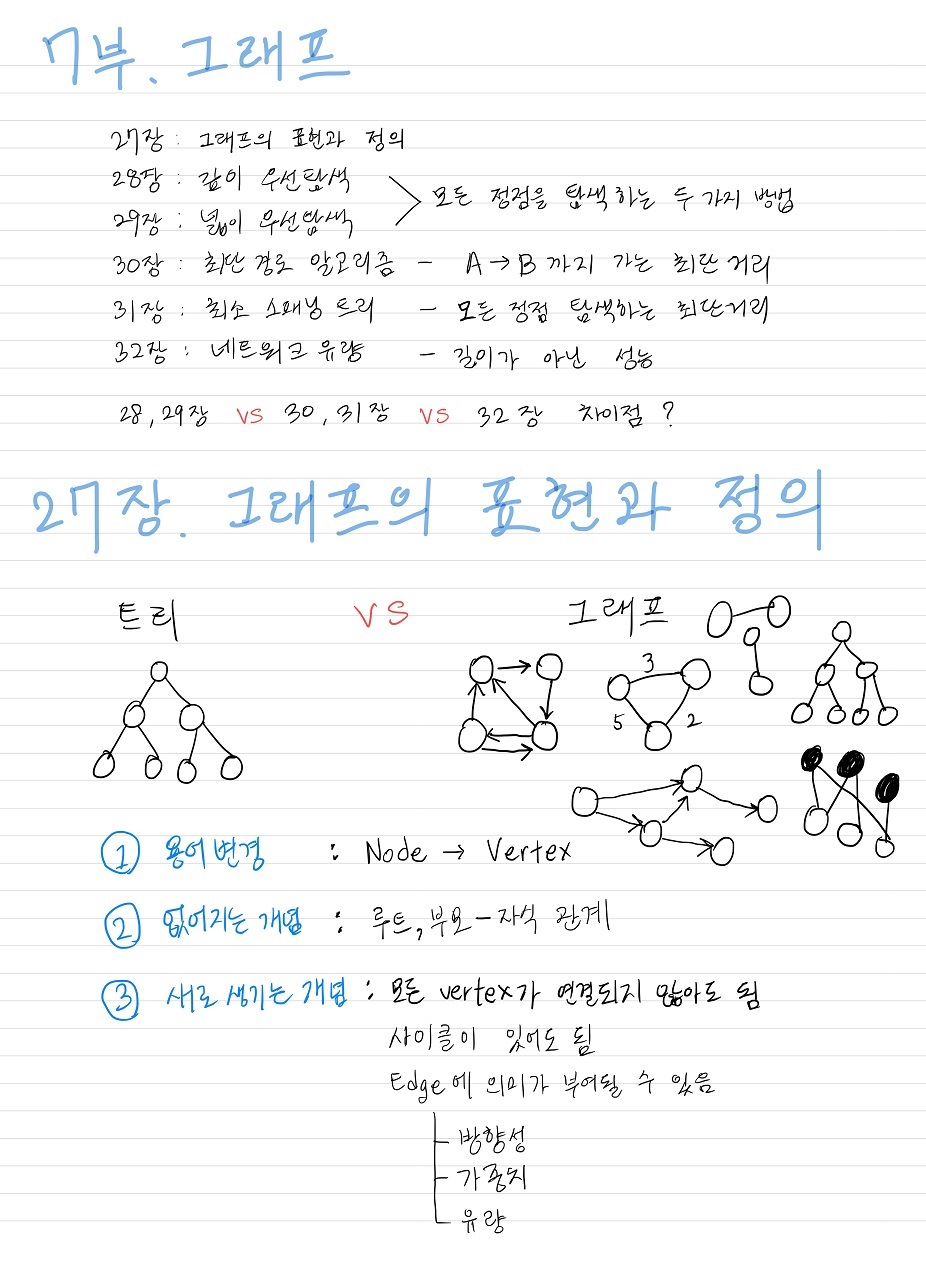 7부. 그래프
27장 : 그래프의 표현과 정의
28장 : 깊이 우선탐색
모든 정점을 탐색하는 두 가지 방법
29장 : 넓이 우선탐색
30장 : 최단 경로 알고리즘 - A → B 까지 가는 최단 거리
31장 : 최소 스패닝 트리 - 모든 정점 탐색하는 최단거리
32장 : 네트워크 유량 - 길이가 아닌 성능
28, 29장 VS 30, 31장 VS 32장 차이점 ?
27장. 그래프의 표현과 정의
트리 VS 그래프
3
5 2
① 용어변경 : Node → Vertex
② 없어지는 개념 : 루트, 부모-자식 관계
③ 새로 생기는 개념 : 모든 vertex가 연결되지 않아도 됨
사이클이 있어도 됨
Edge에 의미가 부여될 수 있음
방향성
가중치
유량